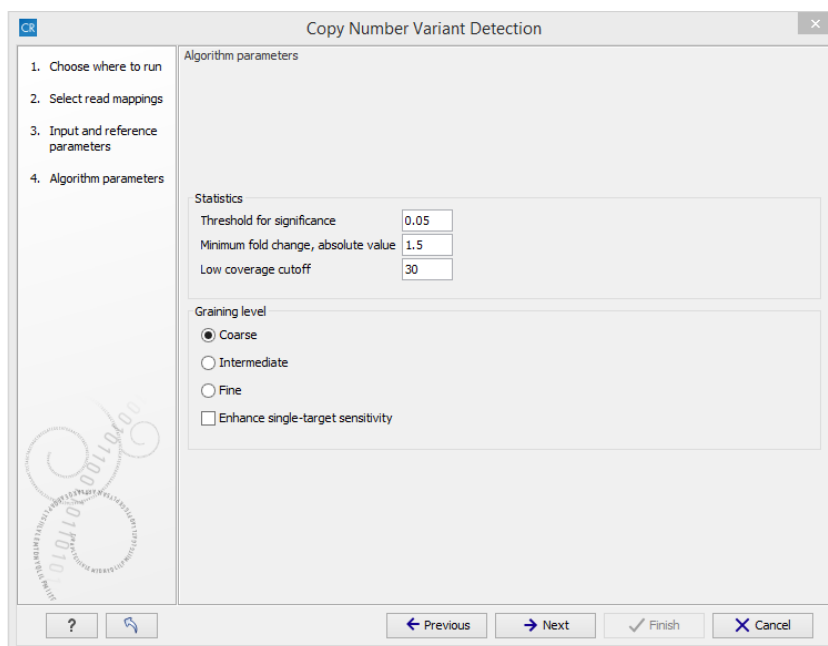 CR
Copy Number Variant Detection
1. Choose where to run
2. Select read mappings
3. Input and reference
parameters
4. Algorithm parameters
Algorithm parameters
Statistics
Threshold for significance 0.05
Minimum fold change, absolute value 1.5
Low coverage cutoff 30
Graining level
Coarse
Intermediate
Fine
Enhance single-target sensitivity
? Previous Next Finish Cancel